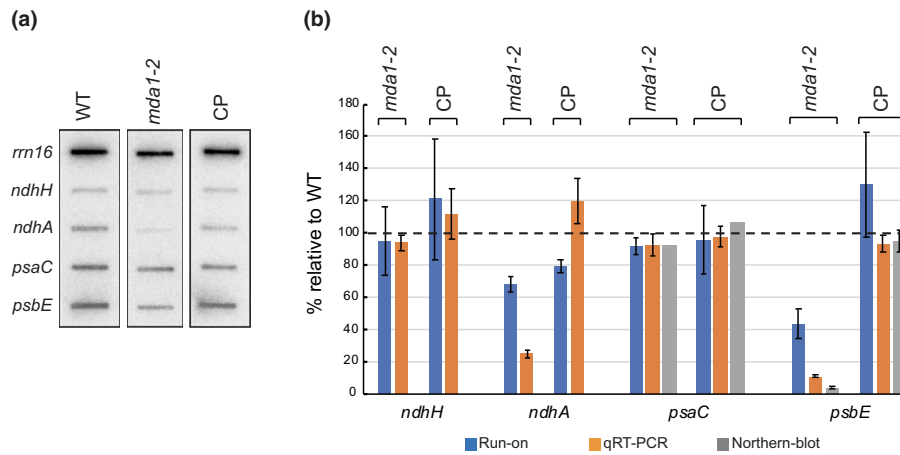 (a)
WT
mda1-2
CP
rrn16
ndhH
ndhA
psaC
psbE
(b)
mda1-2
CP
mda1-2
CP
mda1-2
CP
mda1-2
CP
% relative to WT
180
160
140
120
100
80
60
40
20
0
ndhH
ndhA
psaC
psbE
Run-on
qRT-PCR
Northern-blot